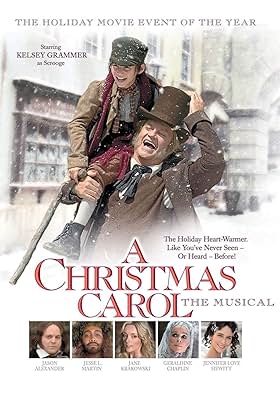 THE HOLIDAY MOVIE EVENT OF THE YEAR
Starring
KELSEY GRAMMER
as Scrooge
The Holiday Heart-Warmer.
Like You've Never Seen –
Or Heard – Before!
A
CHRISTMAS
CAROL
THE MUSICAL
JASON
ALEXANDER
JESSE L.
MARTIN
JANE
KRAKOWSKI
GERALDINE
CHAPLIN
JENNIFER LOVE
HEWITT